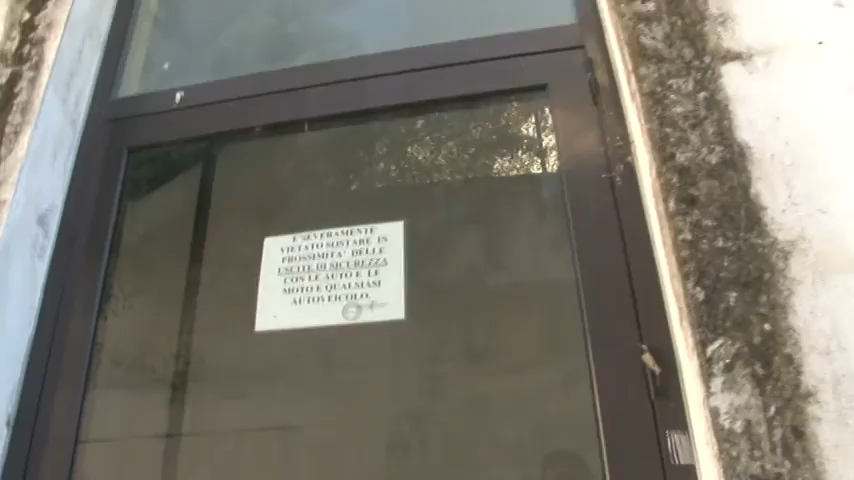 E' SEVERAMENTE
VIETATO SOSTARE IN
PROSSIMITA' DELLE
USCITE DI SICUREZZA
CON LE AUTO E LE
MOTO E QUALSIASI
AUTOVEICOLO.